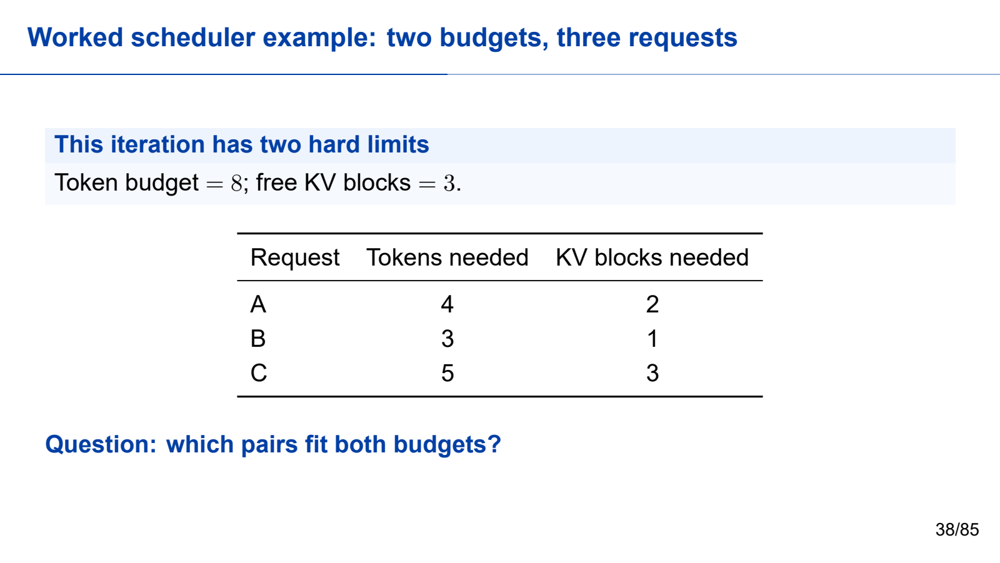 Worked scheduler example: two budgets, three requests
This iteration has two hard limits
Token budget = 8; free KV blocks = 3.
Request Tokens needed KV blocks needed
A 4 2
B 3 1
C 5 3
Question: which pairs fit both budgets?
38/85